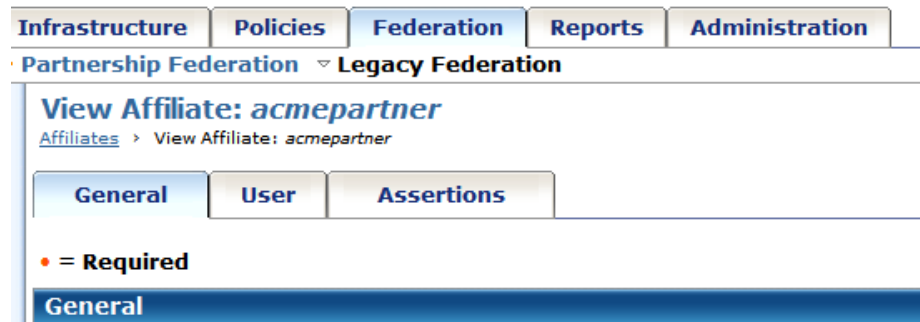 Infrastructure Policies Federation Reports Administration
Partnership Federation ▿ Legacy Federation
View Affiliate: acmepartner
Affiliates › View Affiliate: acmepartner
General User Assertions
• = Required
General